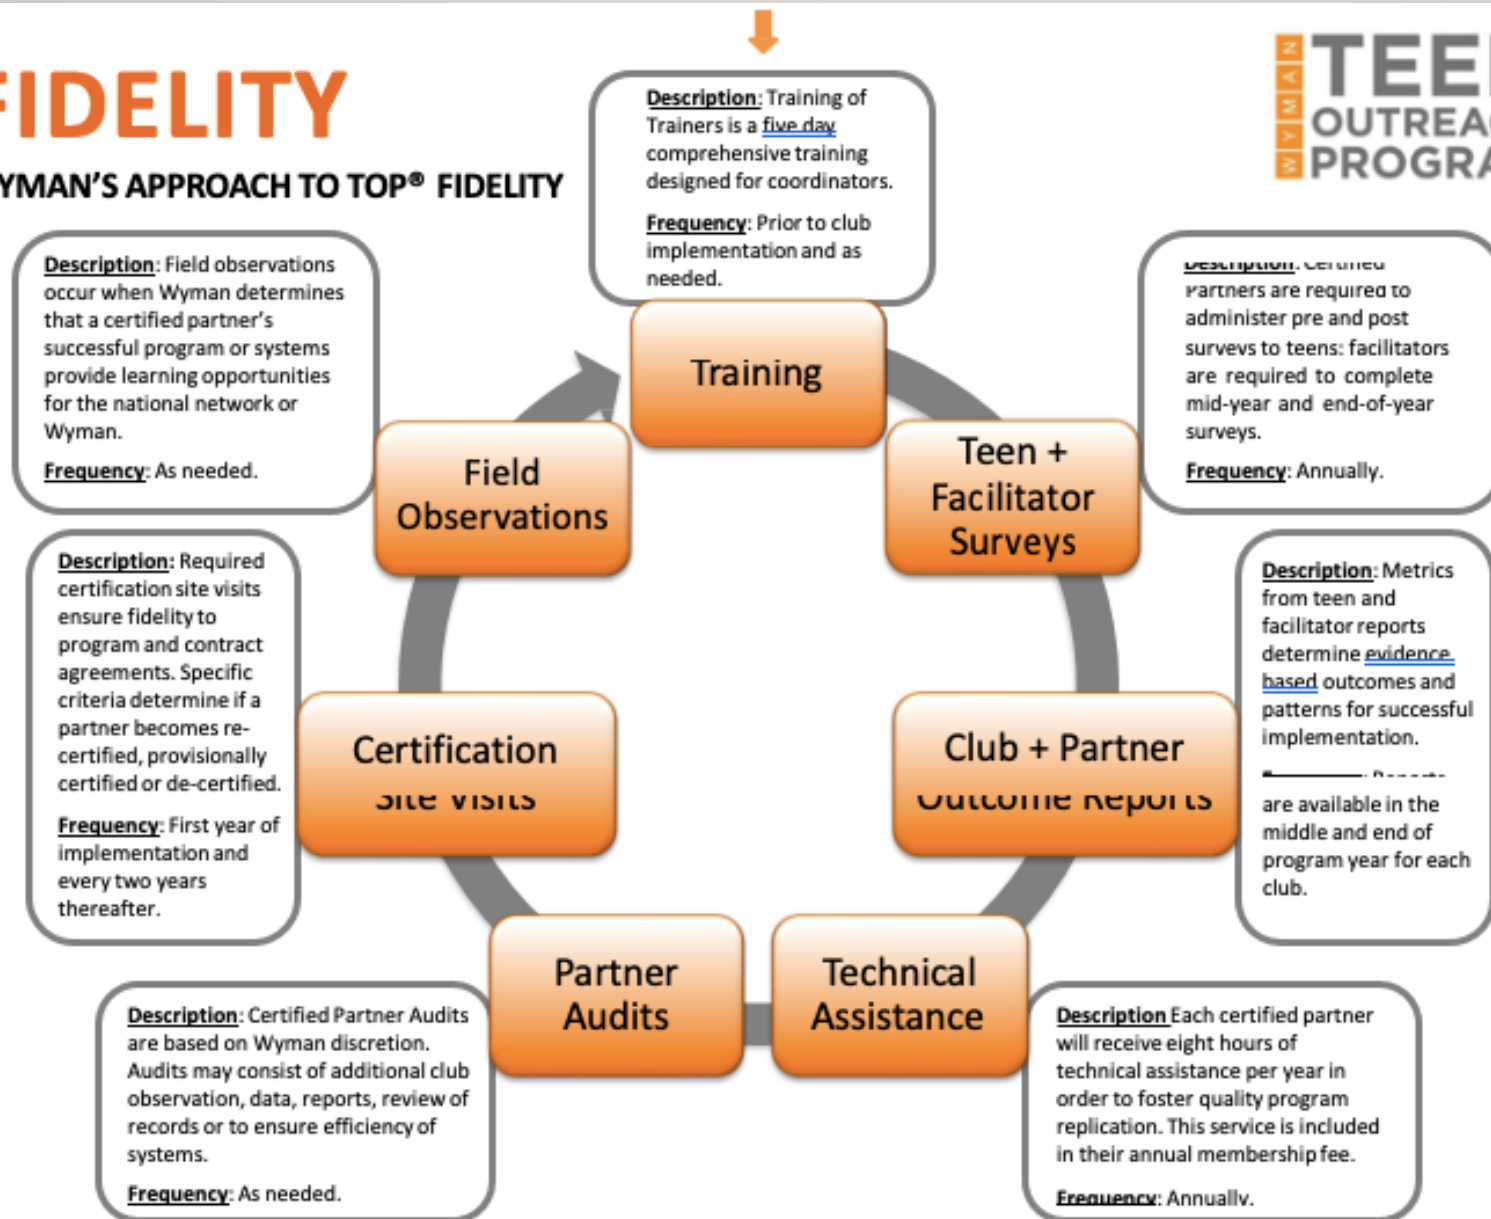 FIDELITY
YMAN'S APPROACH TO TOP® FIDELITY
WYMAN
TEE
OUTREA
PROGRA
Description: Training of
Trainers is a five day
comprehensive training
designed for coordinators.
Frequency: Prior to club
implementation and as
needed.
Training
Description: Certified
Partners are required to
administer pre and post
surveys to teens: facilitators
are required to complete
mid-year and end-of-year
surveys.
Frequency: Annually.
Teen +
Facilitator
Surveys
Description: Metrics
from teen and
facilitator reports
determine evidence
based outcomes and
patterns for successful
implementation.
Reports
are available in the
middle and end of
program year for each
club.
Club + Partner
Outcome Reports
Description Each certified partner
will receive eight hours of
technical assistance per year in
order to foster quality program
replication. This service is included
in their annual membership fee.
Frequency: Annually.
Technical
Assistance
Partner
Audits
Description: Certified Partner Audits
are based on Wyman discretion.
Audits may consist of additional club
observation, data, reports, review of
records or to ensure efficiency of
systems.
Frequency: As needed.
Certification
Site Visits
Description: Required
certification site visits
ensure fidelity to
program and contract
agreements. Specific
criteria determine if a
partner becomes re-
certified, provisionally
certified or de-certified.
Frequency: First year of
implementation and
every two years
thereafter.
Field
Observations
Description: Field observations
occur when Wyman determines
that a certified partner's
successful program or systems
provide learning opportunities
for the national network or
Wyman.
Frequency: As needed.